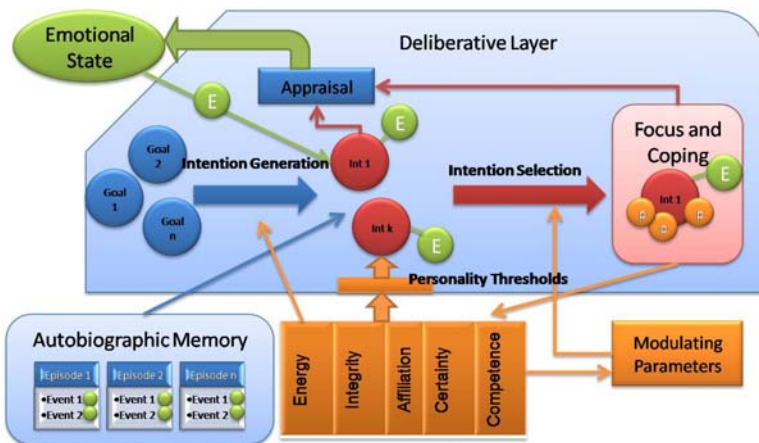 Emotional
State
Deliberative Layer
Appraisal
E
E
Goal
2
Goal
1
Goal
n
Intention Generation
Int 1
Intention Selection
Focus and
Coping
Int 1
E
Int k
E
Personality Thresholds
Autobiographic Memory
Episode 1
•Event 1
•Event 2
Episode 2
•Event 1
•Event 2
Episode n
•Event 1
•Event 2
Energy
Integrity
Affiliation
Certainty
Competence
Modulating
Parameters